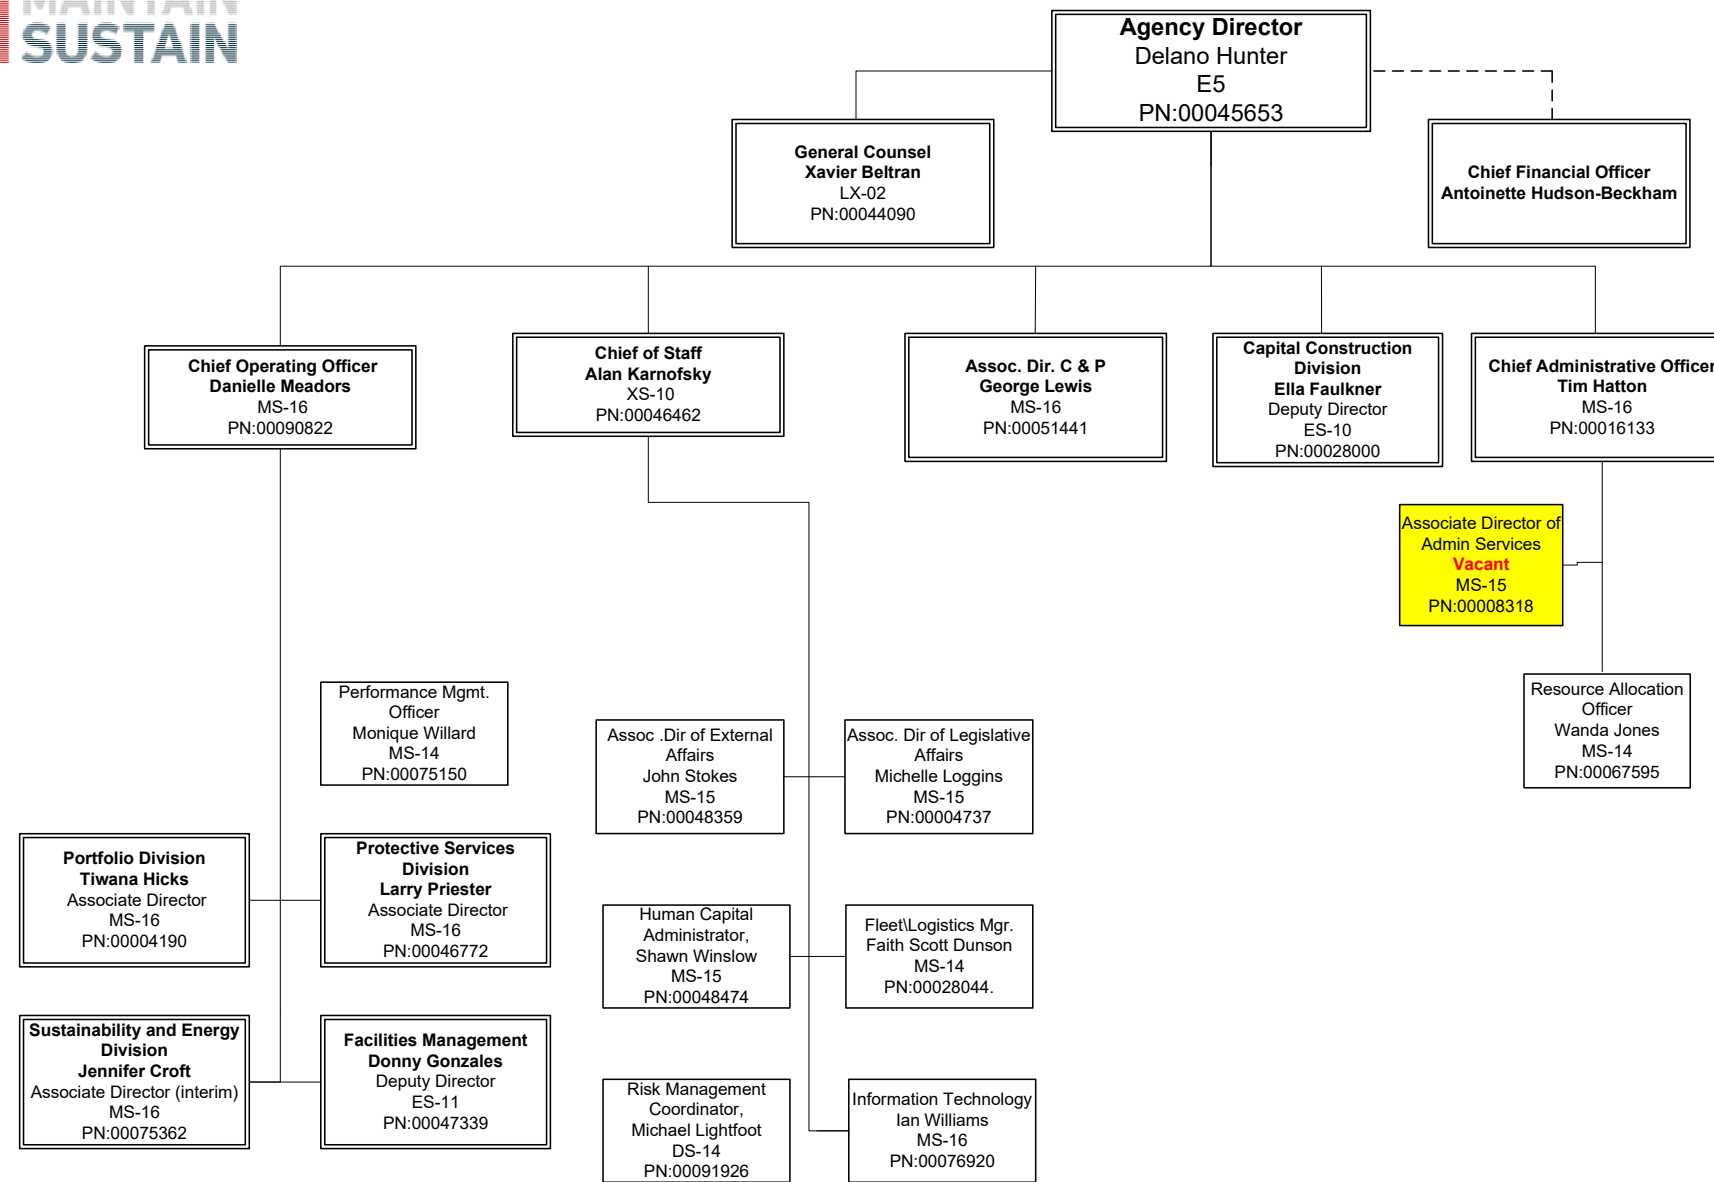 MAINTAIN
SUSTAIN
Agency Director
Delano Hunter
E5
PN:00045653
General Counsel
Xavier Beltran
LX-02
PN:00044090
Chief Financial Officer
Antoinette Hudson-Beckham
Chief Operating Officer
Danielle Meadors
MS-16
PN:00090822
Chief of Staff
Alan Karnofsky
XS-10
PN:00046462
Assoc. Dir. C & P
George Lewis
MS-16
PN:00051441
Capital Construction
Division
Ella Faulkner
Deputy Director
ES-10
PN:00028000
Chief Administrative Officer
Tim Hatton
MS-16
PN:00016133
Associate Director of
Admin Services
Vacant
MS-15
PN:00008318
Performance Mgmt.
Officer
Monique Willard
MS-14
PN:00075150
Assoc .Dir of External
Affairs
John Stokes
MS-15
PN:00048359
Assoc. Dir of Legislative
Affairs
Michelle Loggins
MS-15
PN:00004737
Resource Allocation
Officer
Wanda Jones
MS-14
PN:00067595
Portfolio Division
Tiwana Hicks
Associate Director
MS-16
PN:00004190
Protective Services
Division
Larry Priester
Associate Director
MS-16
PN:00046772
Human Capital
Administrator,
Shawn Winslow
MS-15
PN:00048474
Fleet\Logistics Mgr.
Faith Scott Dunson
MS-14
PN:00028044.
Sustainability and Energy
Division
Jennifer Croft
Associate Director (interim)
MS-16
PN:00075362
Facilities Management
Donny Gonzales
Deputy Director
ES-11
PN:00047339
Risk Management
Coordinator,
Michael Lightfoot
DS-14
PN:00091926
Information Technology
Ian Williams
MS-16
PN:00076920